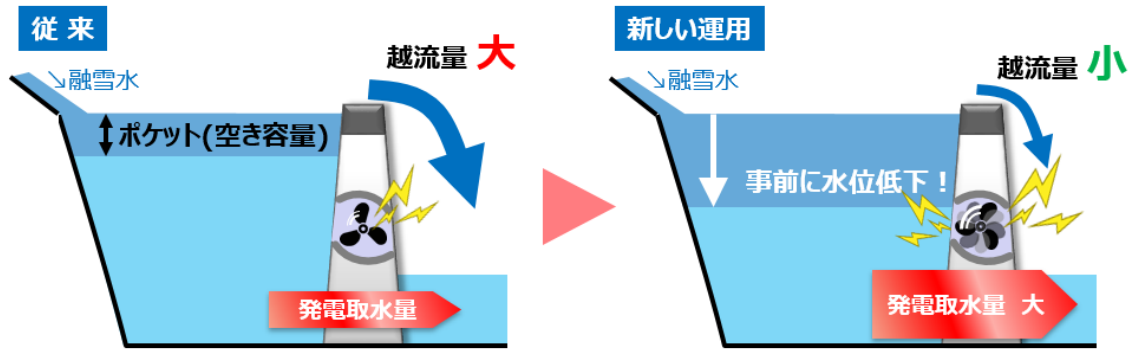 従 来
越流量 大
↘融雪水
ポケット(空き容量)
発電取水量
新しい運用
越流量 小
↘融雪水
事前に水位低下！
発電取水量 大